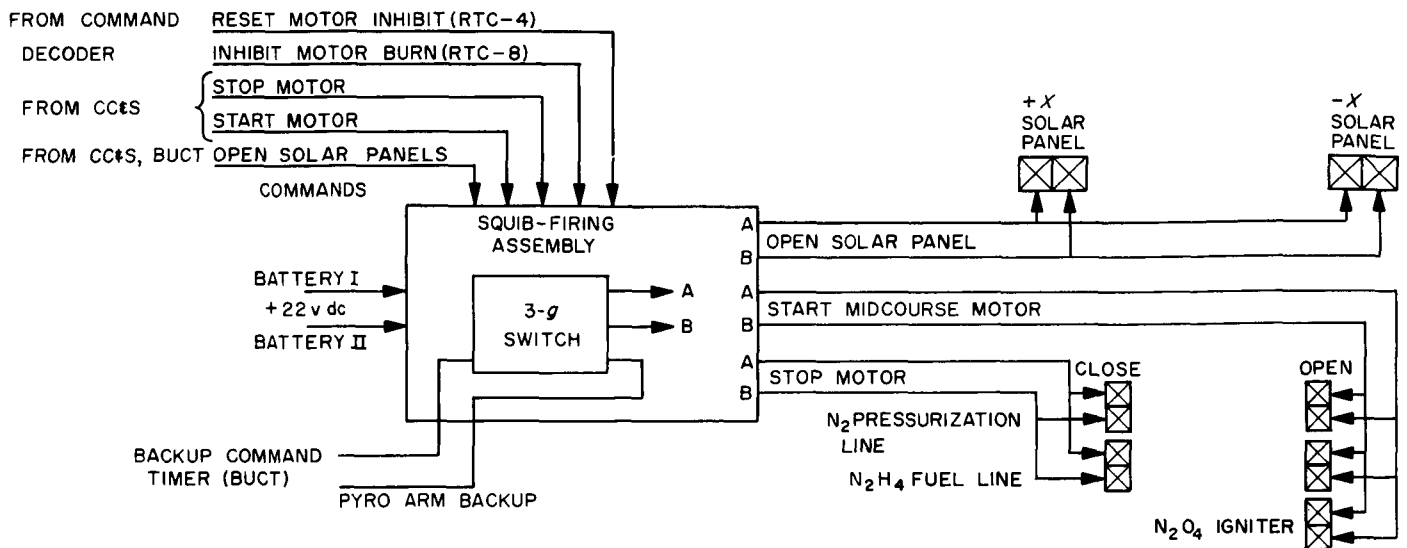 FROM COMMAND
DECODER
RESET MOTOR INHIBIT (RTC-4)
INHIBIT MOTOR BURN (RTC-8)
FROM CC&S
STOP MOTOR
START MOTOR
FROM CC&S, BUCT
OPEN SOLAR PANELS
COMMANDS
SQUIB-FIRING
ASSEMBLY
BATTERY I
+22 v dc
BATTERY II
3-g
SWITCH
A
B
BACKUP COMMAND
TIMER (BUCT)
PYRO ARM BACKUP
A
OPEN SOLAR PANEL
B
A
START MIDCOURSE MOTOR
B
A
STOP MOTOR
B
+X
SOLAR
PANEL
-X
SOLAR
PANEL
CLOSE
OPEN
N₂ PRESSURIZATION
LINE
N₂H₄ FUEL LINE
N₂O₄ IGNITER